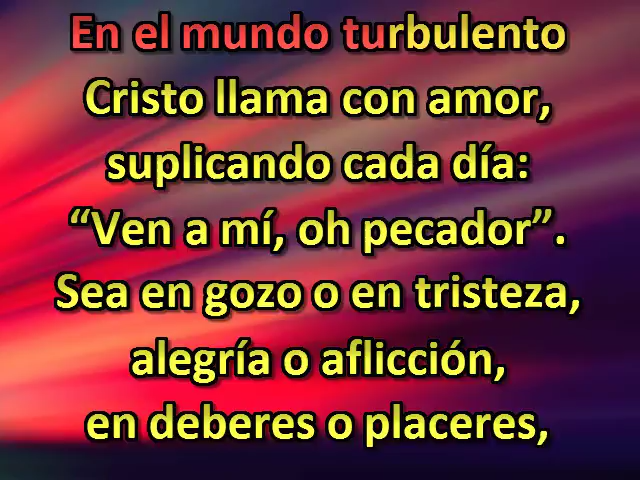 En el mundo turbulento
Cristo llama con amor,
suplicando cada día:
“Ven a mí, oh pecador”.
Sea en gozo o en tristeza,
alegría o aflicción,
en deberes o placeres,